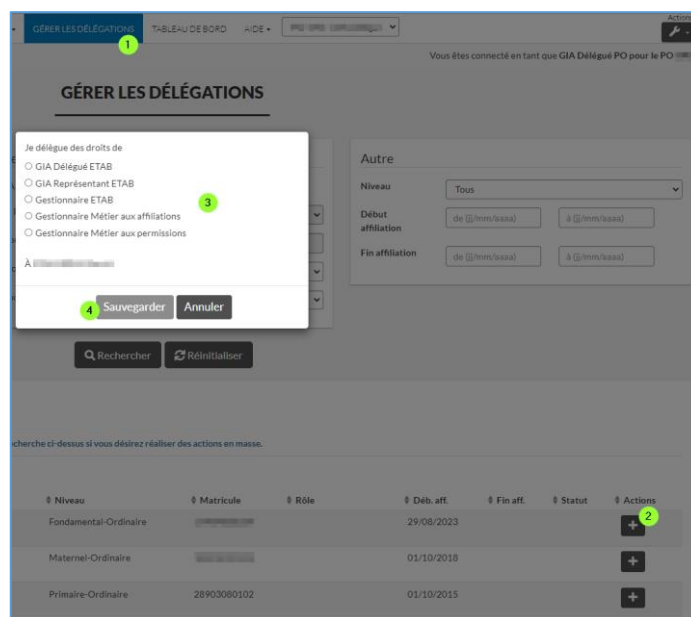 GÉRER LES DÉLÉGATIONS TABLEAU DE BORD AIDE
Actions
1
Vous êtes connecté en tant que GIA Délégué PO pour le PO
GÉRER LES DÉLÉGATIONS
Je délègue des droits de
GIA Délégué ETAB
GIA Représentant ETAB
Gestionnaire ETAB
3
Gestionnaire Métier aux affiliations
Gestionnaire Métier aux permissions
À
4 Sauvegarder Annuler
Autre
Niveau Tous
Début affiliation de (jj/mm/aaaa) à (jj/mm/aaaa)
Fin affiliation de (jj/mm/aaaa) à (jj/mm/aaaa)
Rechercher Réinitialiser
cherche ci-dessus si vous désirez réaliser des actions en masse.
Niveau Matricule Rôle Déb. aff. Fin aff. Statut Actions
Fondamental-Ordinaire 29/08/2023 + 2
Maternel-Ordinaire 01/10/2018 +
Primaire-Ordinaire 28903080102 01/10/2015 +